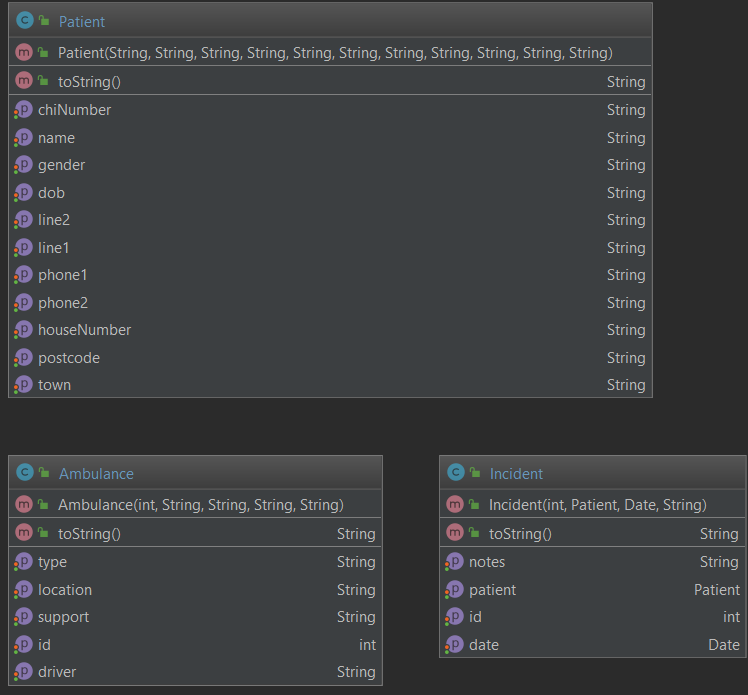 C Patient
m Patient(String, String, String, String, String, String, String, String, String, String, String)
m toString() String
p chiNumber String
p name String
p gender String
p dob String
p line2 String
p line1 String
p phone1 String
p phone2 String
p houseNumber String
p postcode String
p town String
C Ambulance
m Ambulance(int, String, String, String, String)
m toString() String
p type String
p location String
p support String
p id int
p driver String
C Incident
m Incident(int, Patient, Date, String)
m toString() String
p notes String
p patient Patient
p id int
p date Date